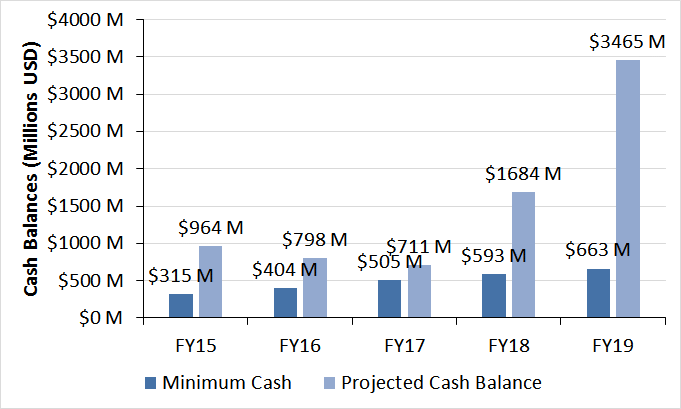 Cash Balances (Millions USD)
$4000 M
$3500 M
$3000 M
$2500 M
$2000 M
$1500 M
$1000 M
$500 M
$0 M
$315 M
$964 M
$404 M
$798 M
$505 M
$711 M
$593 M
$1684 M
$663 M
$3465 M
FY15 FY16 FY17 FY18 FY19
Minimum Cash Projected Cash Balance